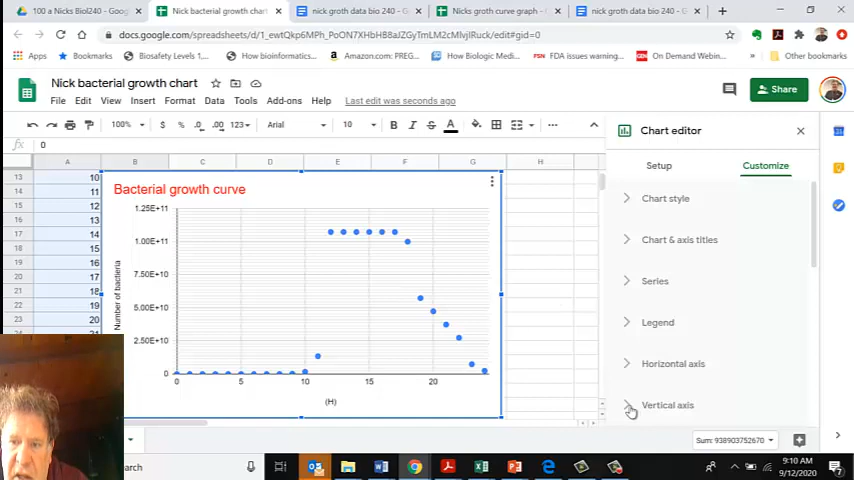 100 a Nicks Biol240 - Google
Nick bacterial growth chart
nick groth data bio 240 - G
Nicks groth curve graph -
nick groth data bio 240 - G
docs.google.com/spreadsheets/d/1_ewtQkp6MPh_PoON7XHbHB8aJZGyTmLM2cMlvjIRuck/edit#gid=0
Apps
Bookmarks
Biosafety Levels 1...
How bioinformatics...
Amazon.com: PREG...
How Biologic Medic...
FDA issues warning...
On Demand Webin...
Other bookmarks
Nick bacterial growth chart
File Edit View Insert Format Data Tools Add-ons Help Last edit was seconds ago
Share
100% $ % .0 .00 123 Arial 10 B I S A
fx 0
A B C D E F G H
13 10
14 11
15 12
16 13
17 14
18 15
19 16
20 17
21 18
22 19
23 20
Bacterial growth curve
Number of bacteria
1.25E+11
1.00E+11
7.50E+10
5.00E+10
2.50E+10
0
0 5 10 15 20
(H)
Chart editor
Setup Customize
Chart style
Chart & axis titles
Series
Legend
Horizontal axis
Vertical axis
Sum: 938903752670
9:10 AM
9/12/2020